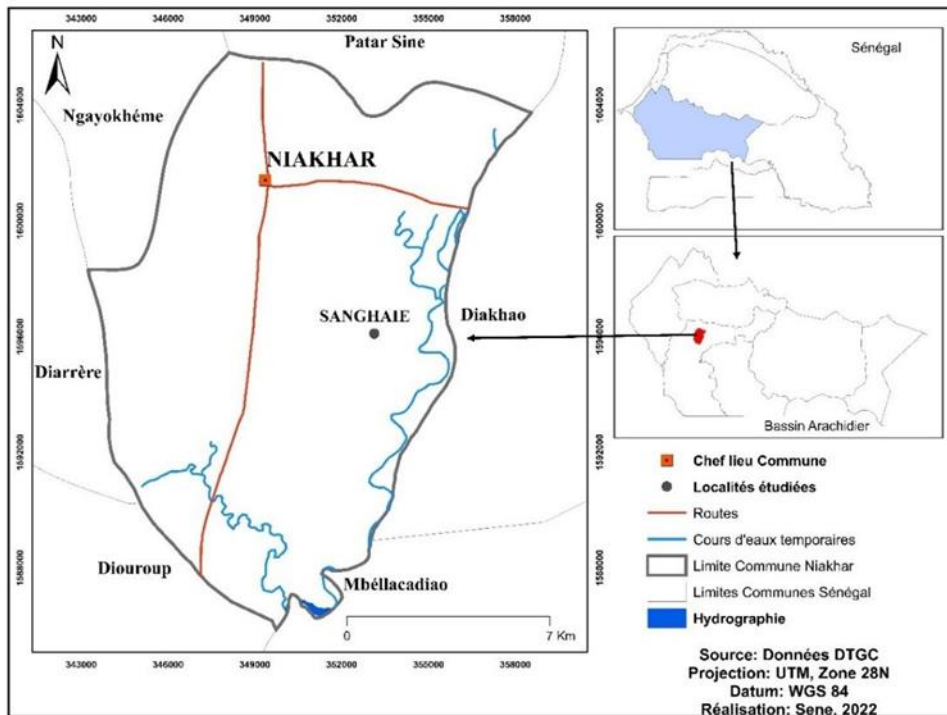 343000 346000 349000 352000 355000 358000
N
Patar Sine
Ngayokhéme
NIAKHAR
SANGHAIE
Diakhao
Diarrère
Diouroup
Mbéllacadiao
0 7 Km
1604000
1600000
1596000
1592000
1588000
1604000
1600000
1596000
1592000
1588000
343000 346000 349000 352000 355000 358000
Sénégal
Bassin Arachidier
Chef lieu Commune
Localités étudiées
Routes
Cours d'eaux temporaires
Limite Commune Niakhar
Limites Communes Sénégal
Hydrographie
Source: Données DTGC
Projection: UTM, Zone 28N
Datum: WGS 84
Réalisation: Sene, 2022